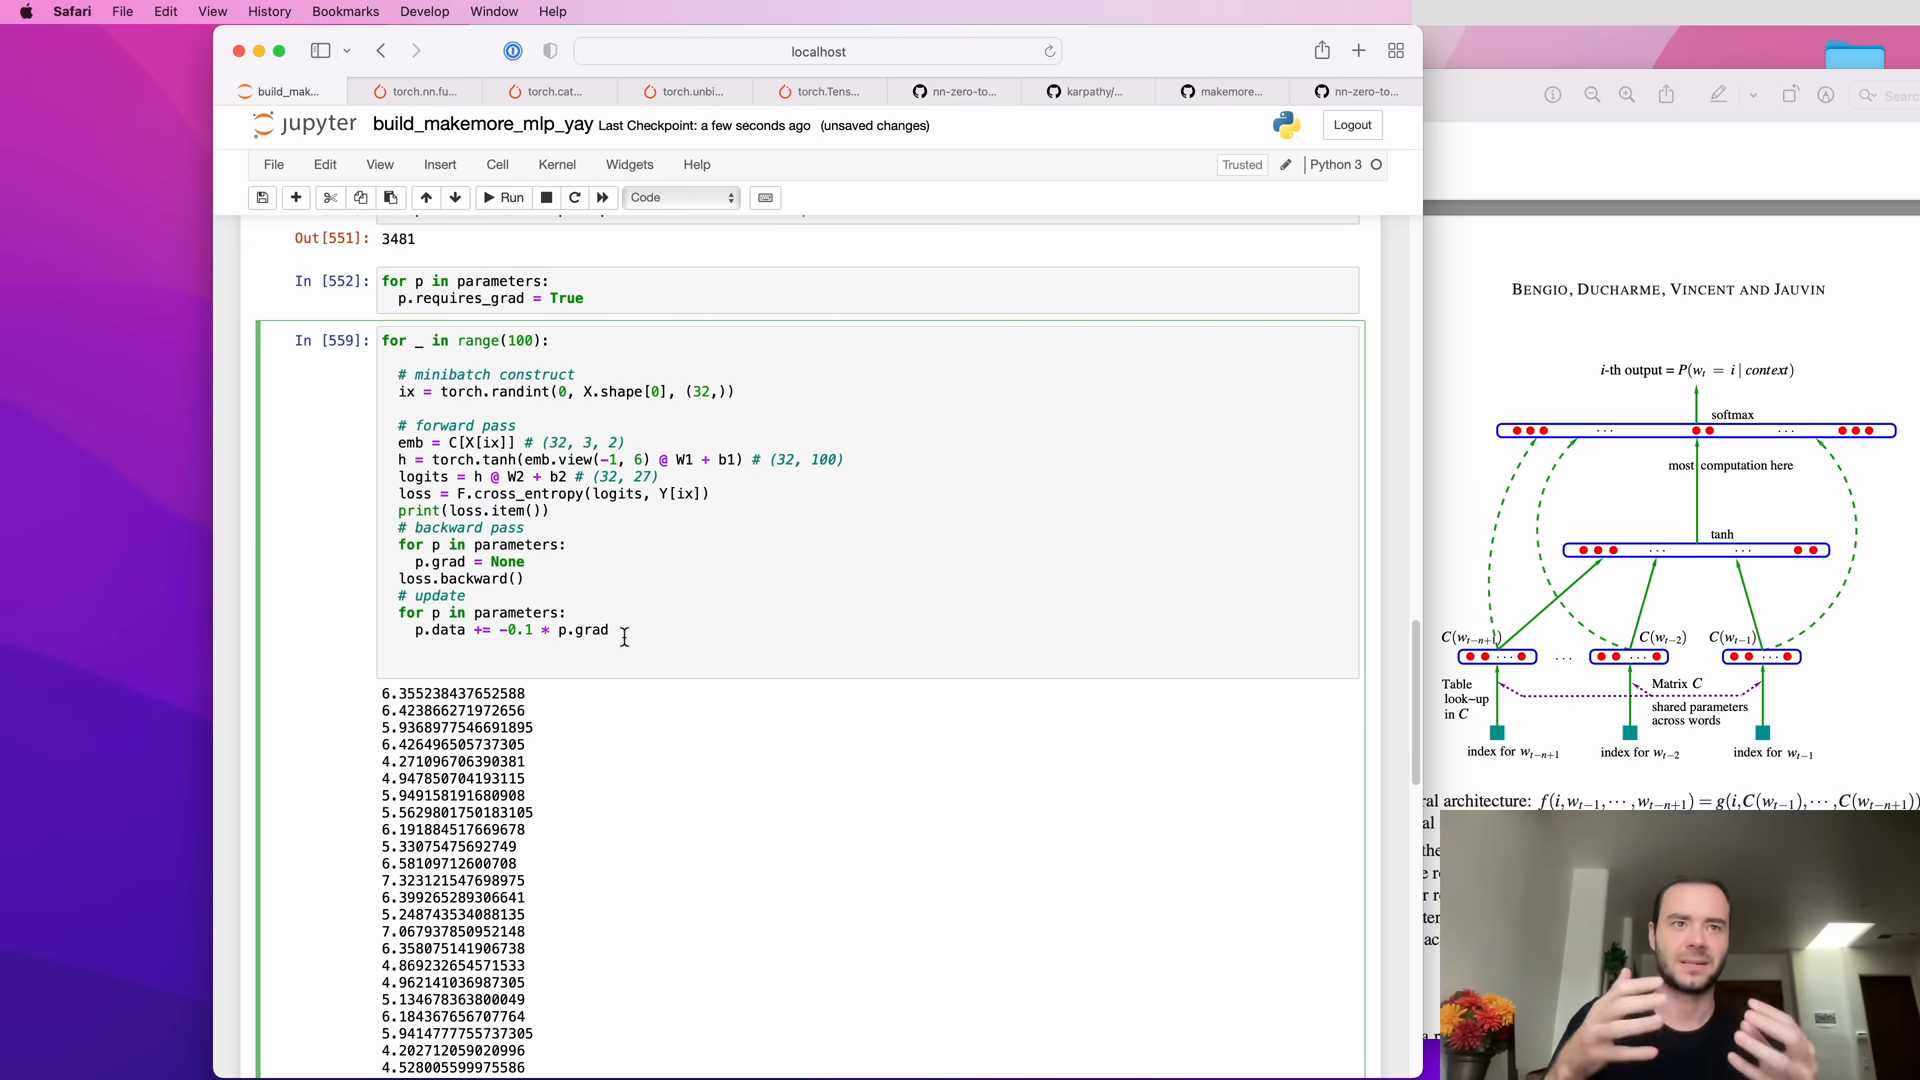 Safari File Edit View History Bookmarks Develop Window Help
localhost
build_mak... torch.nn.fu... torch.cat... torch.unbi... torch.Tens... nn-zero-to... karpathy/... makemore... nn-zero-to...
Searc
jupyter build_makemore_mlp_yay Last Checkpoint: a few seconds ago (unsaved changes) Logout
File Edit View Insert Cell Kernel Widgets Help Trusted Python 3
Run Code
Out[551]: 3481
In [552]: for p in parameters:
p.requires_grad = True
In [559]: for _ in range(100):
# minibatch construct
ix = torch.randint(0, X.shape[0], (32,))
# forward pass
emb = C[X[ix]] # (32, 3, 2)
h = torch.tanh(emb.view(-1, 6) @ W1 + b1) # (32, 100)
logits = h @ W2 + b2 # (32, 27)
loss = F.cross_entropy(logits, Y[ix])
print(loss.item())
# backward pass
for p in parameters:
p.grad = None
loss.backward()
# update
for p in parameters:
p.data += -0.1 * p.grad
6.355238437652588
6.423866271972656
5.9368977546691895
6.426496505737305
4.271096706390381
4.947850704193115
5.949158191680908
5.5629801750183105
6.191884517669678
5.33075475692749
6.58109712600708
7.323121547698975
6.399265289306641
5.248743534088135
7.067937850952148
6.358075141906738
4.869232654571533
4.962141036987305
5.134678363800049
6.184367656707764
5.9414777755737305
4.202712059020996
4.528005599975586
BENGIO, DUCHARME, VINCENT AND JAUVIN
i-th output = P(w_t = i | context)
softmax
. . . . . .
most computation here
tanh
. . . . . .
C(w_{t−n+1}) C(w_{t−2}) C(w_{t−1})
. . . . . . . . . . . .
Table
look−up
in C
Matrix C
shared parameters
across words
index for w_{t−n+1} index for w_{t−2} index for w_{t−1}
ral architecture: f(i,w_{t−1},···,w_{t−n+1}) = g(i,C(w_{t−1}),···,C(w_{t−n+1}))
al
the
e r
r r
ter
ac